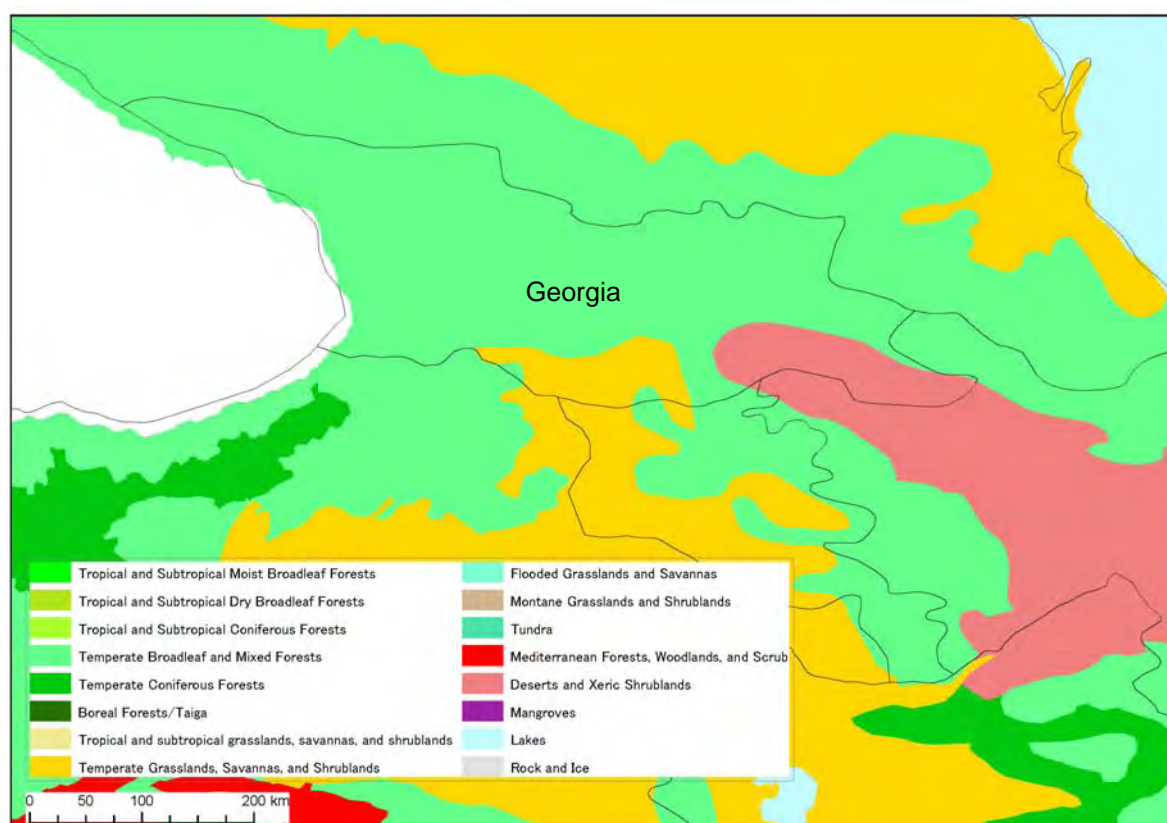 Georgia
Tropical and Subtropical Moist Broadleaf Forests
Tropical and Subtropical Dry Broadleaf Forests
Tropical and Subtropical Coniferous Forests
Temperate Broadleaf and Mixed Forests
Temperate Coniferous Forests
Boreal Forests/Taiga
Tropical and subtropical grasslands, savannas, and shrublands
Temperate Grasslands, Savannas, and Shrublands
Flooded Grasslands and Savannas
Montane Grasslands and Shrublands
Tundra
Mediterranean Forests, Woodlands, and Scrub
Deserts and Xeric Shrublands
Mangroves
Lakes
Rock and Ice
0 50 100 200 km